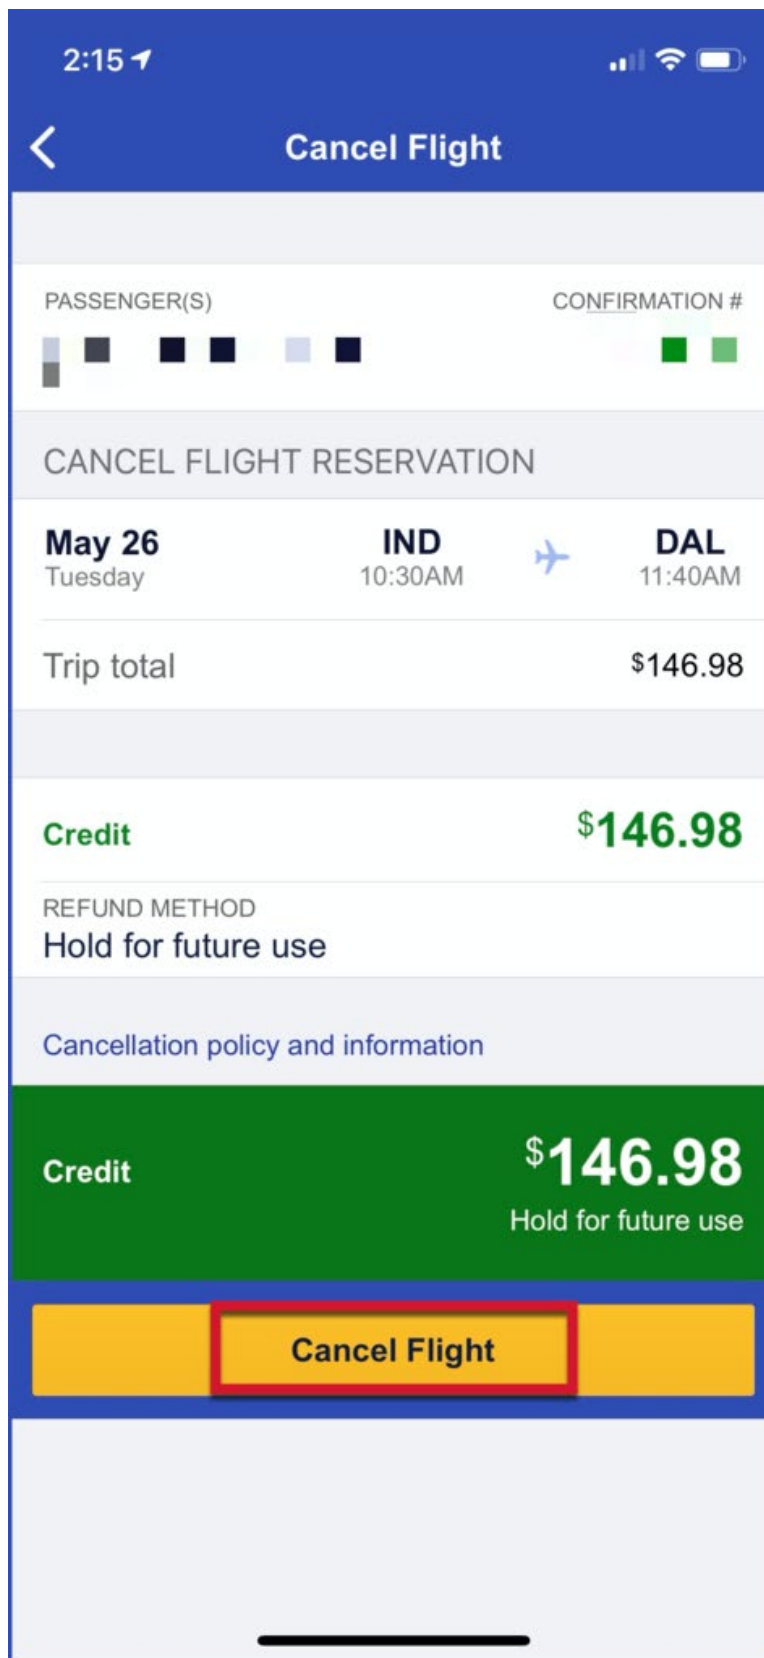 2:15
Cancel Flight
PASSENGER(S) CONFIRMATION #
CANCEL FLIGHT RESERVATION
May 26 IND DAL
Tuesday 10:30AM 11:40AM
Trip total $146.98
Credit $146.98
REFUND METHOD
Hold for future use
Cancellation policy and information
Credit $146.98
Hold for future use
Cancel Flight